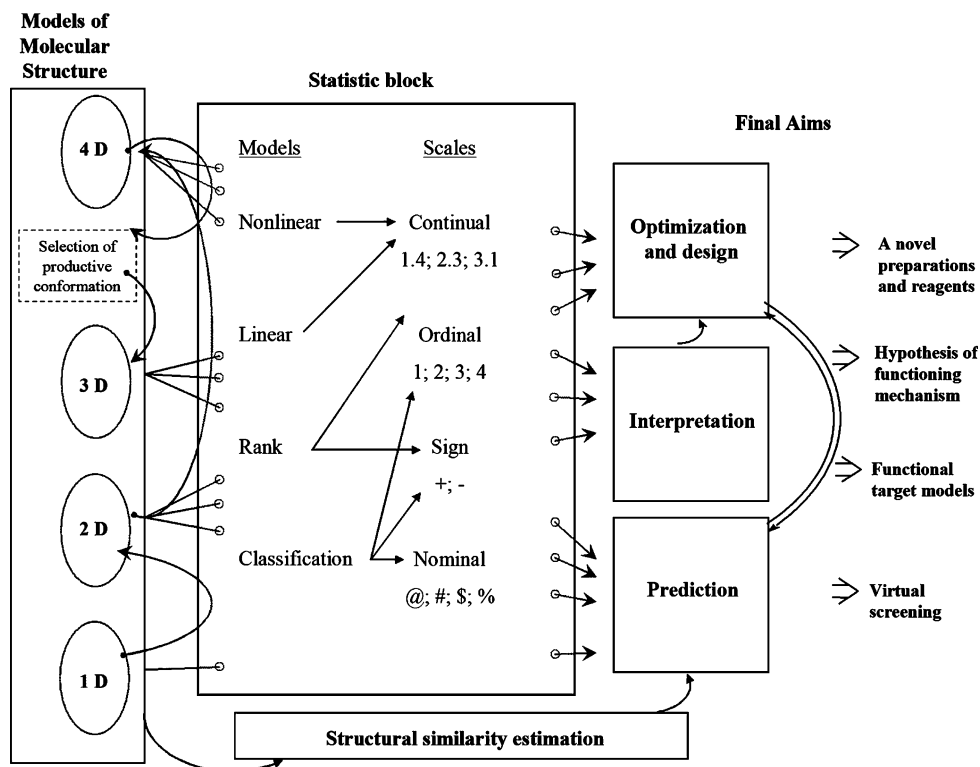 Models of
Molecular
Structure
Statistic block
Final Aims
4 D
Selection of
productive
conformation
3 D
2 D
1 D
Models
Scales
Nonlinear
Continual
1.4; 2.3; 3.1
Linear
Ordinal
1; 2; 3; 4
Rank
Sign
+; -
Classification
Nominal
@; #; $; %
Optimization
and design
Interpretation
Prediction
A novel
preparations
and reagents
Hypothesis of
functioning
mechanism
Functional
target models
Virtual
screening
Structural similarity estimation